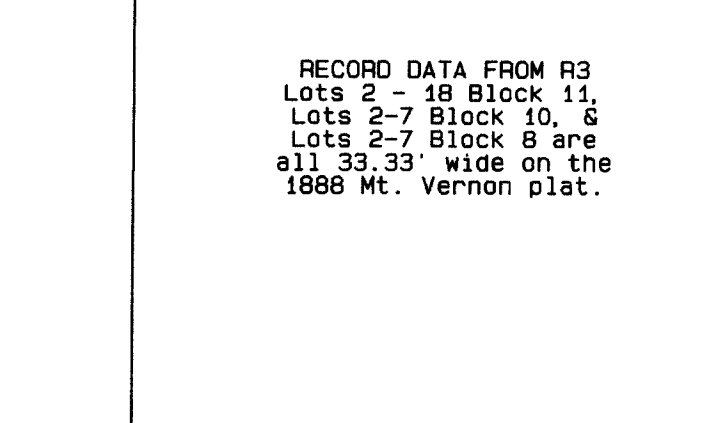 RECORD DATA FROM R3
Lots 2 - 18 Block 11,
Lots 2-7 Block 10, &
Lots 2-7 Block 8 are
all 33.33' wide on the
1888 Mt. Vernon plat.